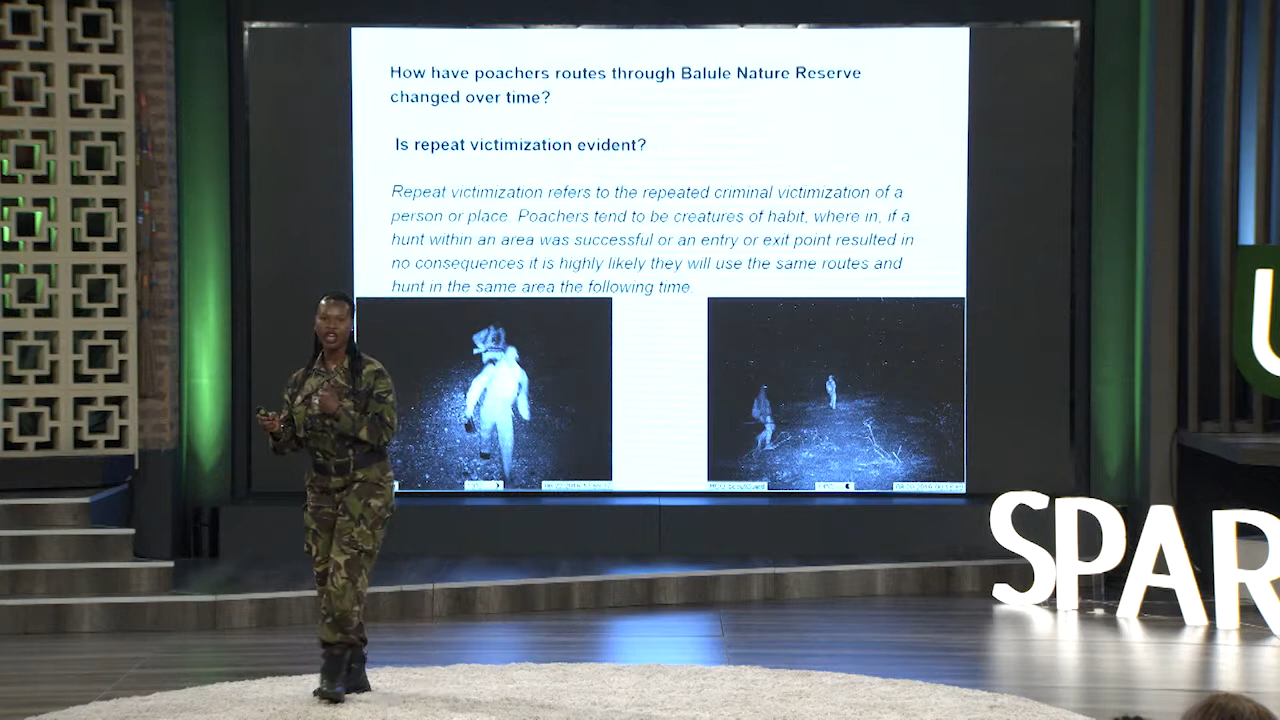 How have poachers routes through Balule Nature Reserve
changed over time?
Is repeat victimization evident?
Repeat victimization refers to the repeated criminal victimization of a
person or place. Poachers tend to be creatures of habit, where in, if a
hunt within an area was successful or an entry or exit point resulted in
no consequences it is highly likely they will use the same routes and
hunt in the same area the following time.
U
SPAR